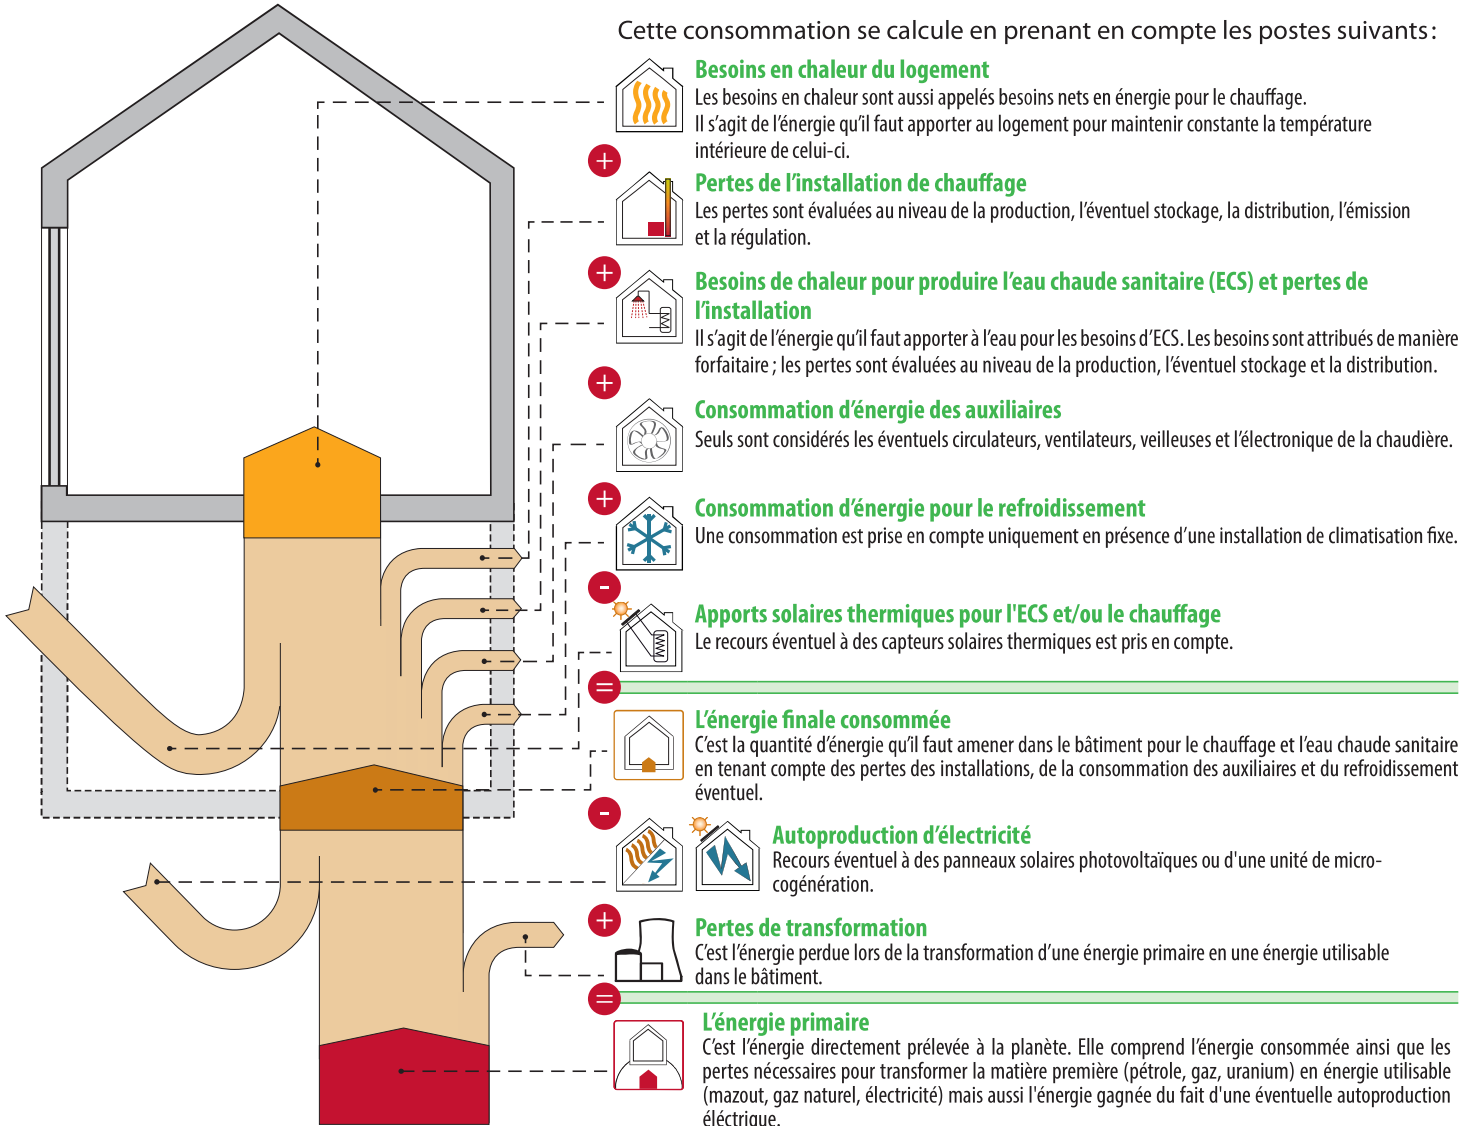 Cette consommation se calcule en prenant en compte les postes suivants :
Besoins en chaleur du logement
Les besoins en chaleur sont aussi appelés besoins nets en énergie pour le chauffage.
Il s’agit de l’énergie qu’il faut apporter au logement pour maintenir constante la température
intérieure de celui-ci.
+
Pertes de l’installation de chauffage
Les pertes sont évaluées au niveau de la production, l’éventuel stockage, la distribution, l’émission
et la régulation.
+
Besoins de chaleur pour produire l’eau chaude sanitaire (ECS) et pertes de
l’installation
Il s’agit de l’énergie qu’il faut apporter à l’eau pour les besoins d’ECS. Les besoins sont attribués de manière
forfaitaire ; les pertes sont évaluées au niveau de la production, l’éventuel stockage et la distribution.
+
Consommation d’énergie des auxiliaires
Seuls sont considérés les éventuels circulateurs, ventilateurs, veilleuses et l’électronique de la chaudière.
+
Consommation d’énergie pour le refroidissement
Une consommation est prise en compte uniquement en présence d’une installation de climatisation fixe.
-
Apports solaires thermiques pour l'ECS et/ou le chauffage
Le recours éventuel à des capteurs solaires thermiques est pris en compte.
=
L’énergie finale consommée
C’est la quantité d’énergie qu’il faut amener dans le bâtiment pour le chauffage et l’eau chaude sanitaire
en tenant compte des pertes des installations, de la consommation des auxiliaires et du refroidissement
éventuel.
-
Autoproduction d’électricité
Recours éventuel à des panneaux solaires photovoltaïques ou d'une unité de micro-
cogénération.
+
Pertes de transformation
C’est l’énergie perdue lors de la transformation d’une énergie primaire en une énergie utilisable
dans le bâtiment.
=
L’énergie primaire
C’est l’énergie directement prélevée à la planète. Elle comprend l’énergie consommée ainsi que les
pertes nécessaires pour transformer la matière première (pétrole, gaz, uranium) en énergie utilisable
(mazout, gaz naturel, électricité) mais aussi l'énergie gagnée du fait d'une éventuelle autoproduction
éléctrique.